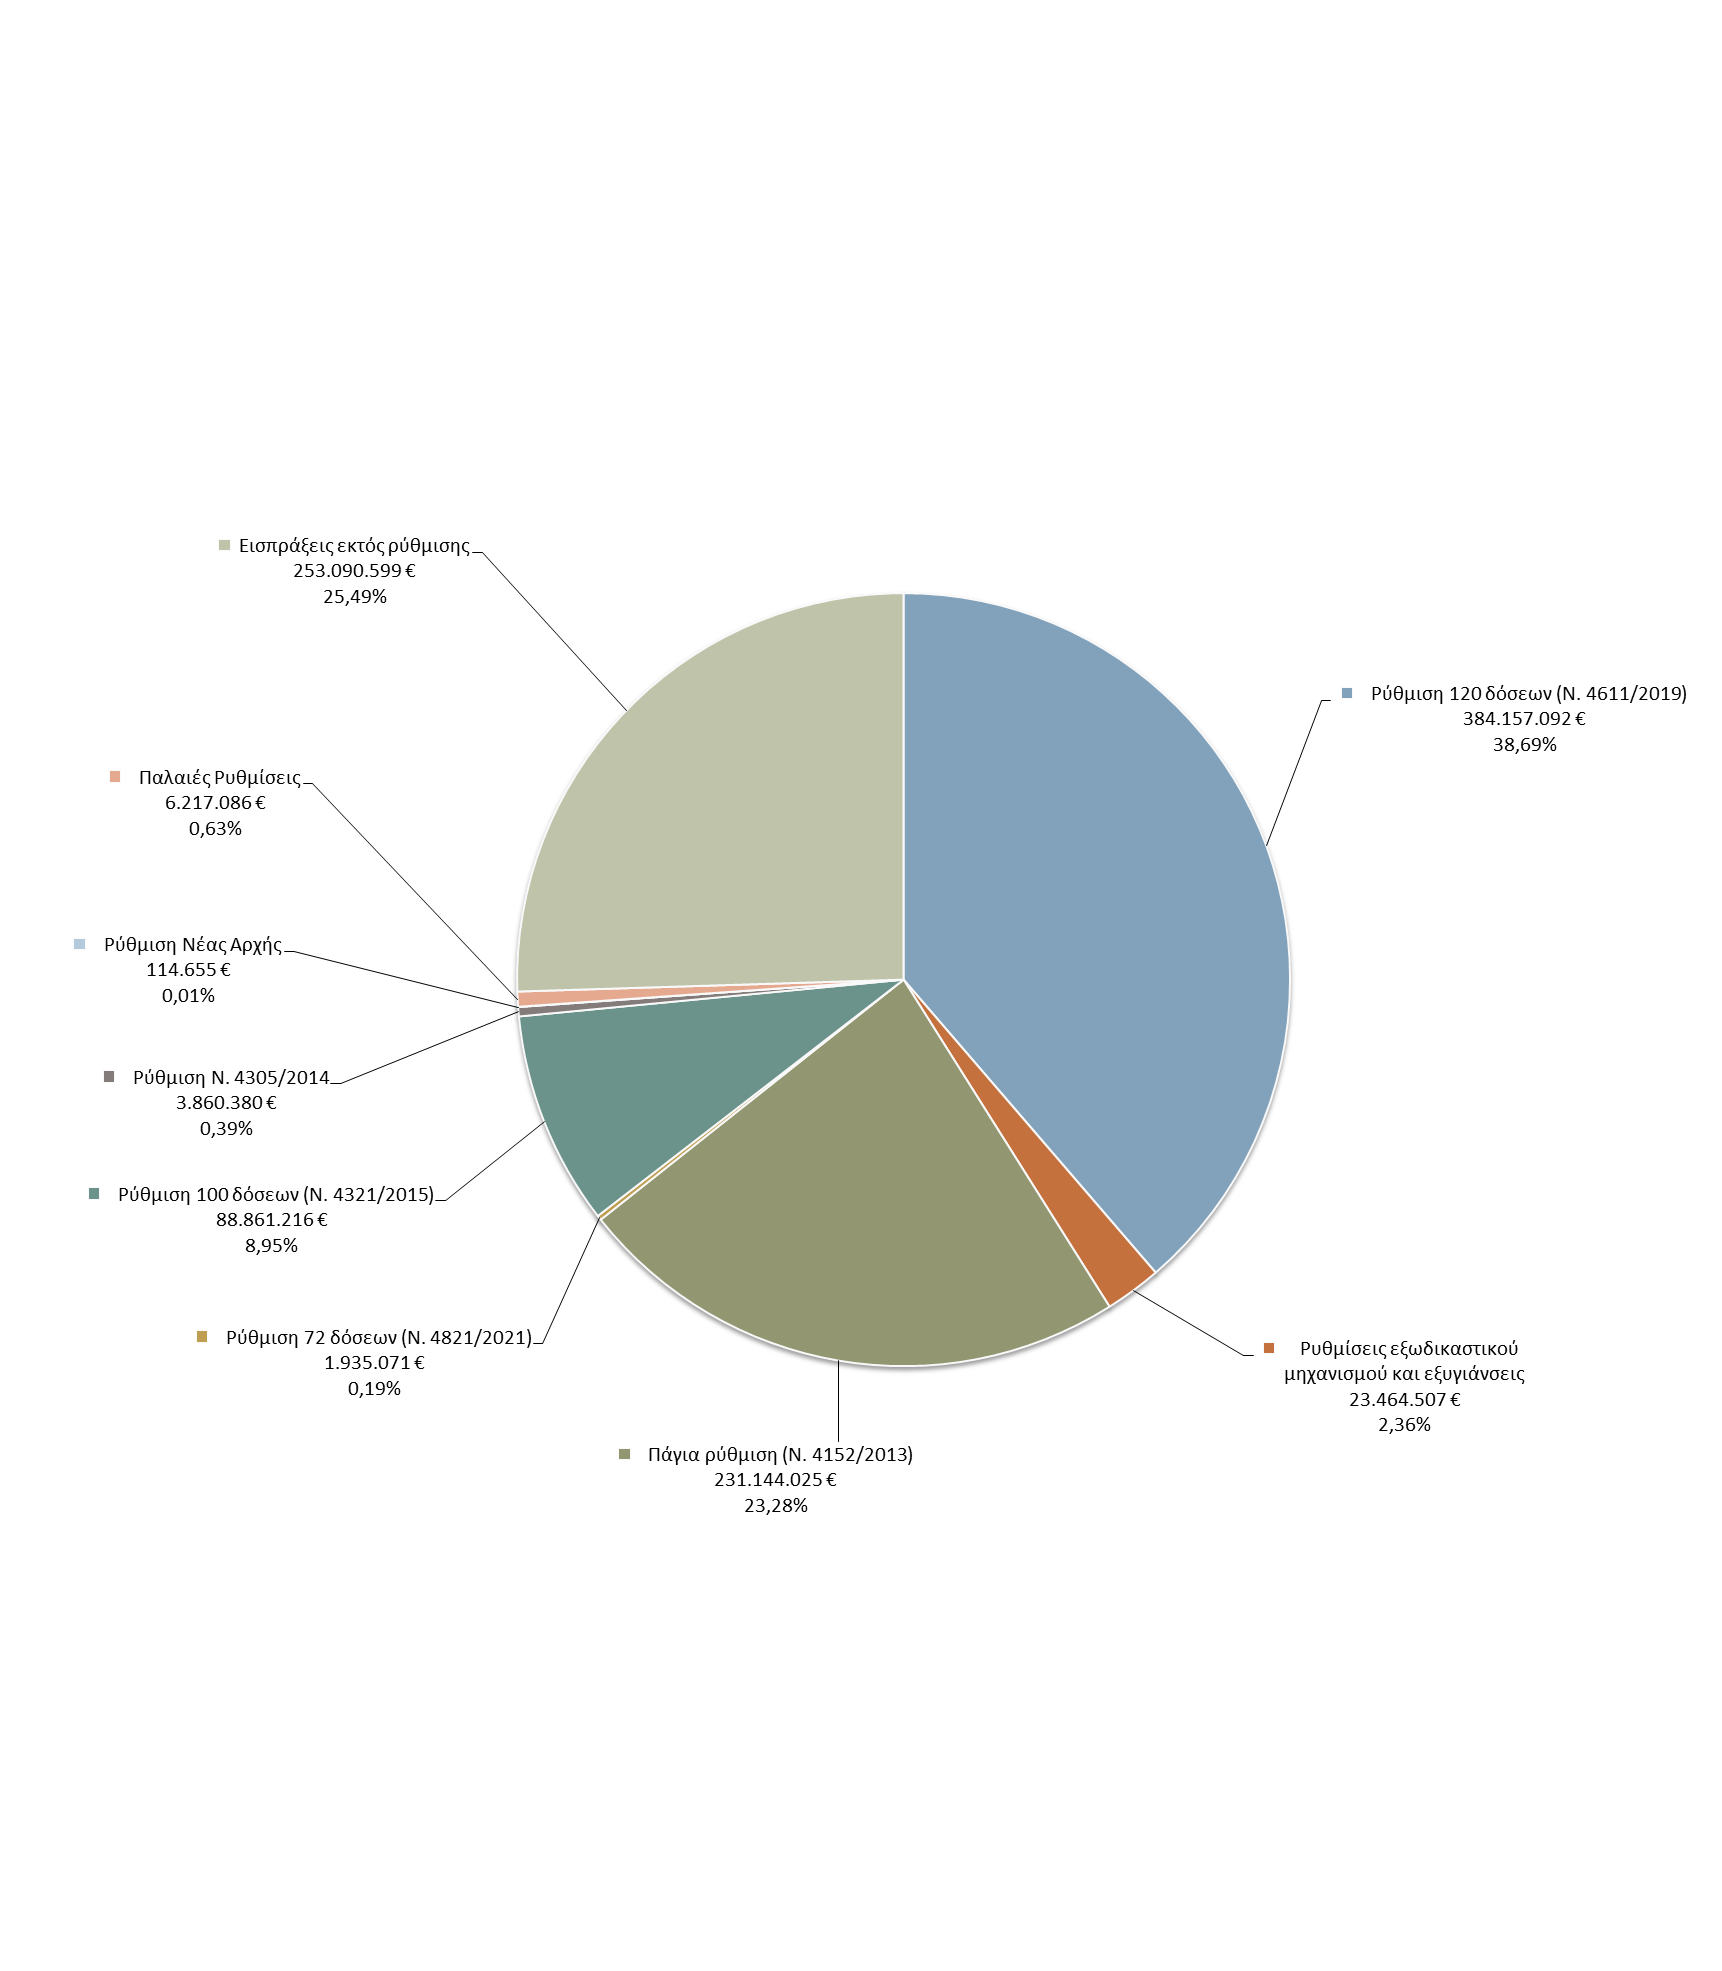 Εισπράξεις εκτός ρύθμισης
253.090.599 €
25,49%
Ρύθμιση 120 δόσεων (Ν. 4611/2019)
384.157.092 €
38,69%
Παλαιές Ρυθμίσεις
6.217.086 €
0,63%
Ρύθμιση Νέας Αρχής
114.655 €
0,01%
Ρύθμιση Ν. 4305/2014
3.860.380 €
0,39%
Ρύθμιση 100 δόσεων (Ν. 4321/2015)
88.861.216 €
8,95%
Ρύθμιση 72 δόσεων (Ν. 4821/2021)
1.935.071 €
0,19%
Ρυθμίσεις εξωδικαστικού
μηχανισμού και εξυγιάνσεις
23.464.507 €
2,36%
Πάγια ρύθμιση (Ν. 4152/2013)
231.144.025 €
23,28%